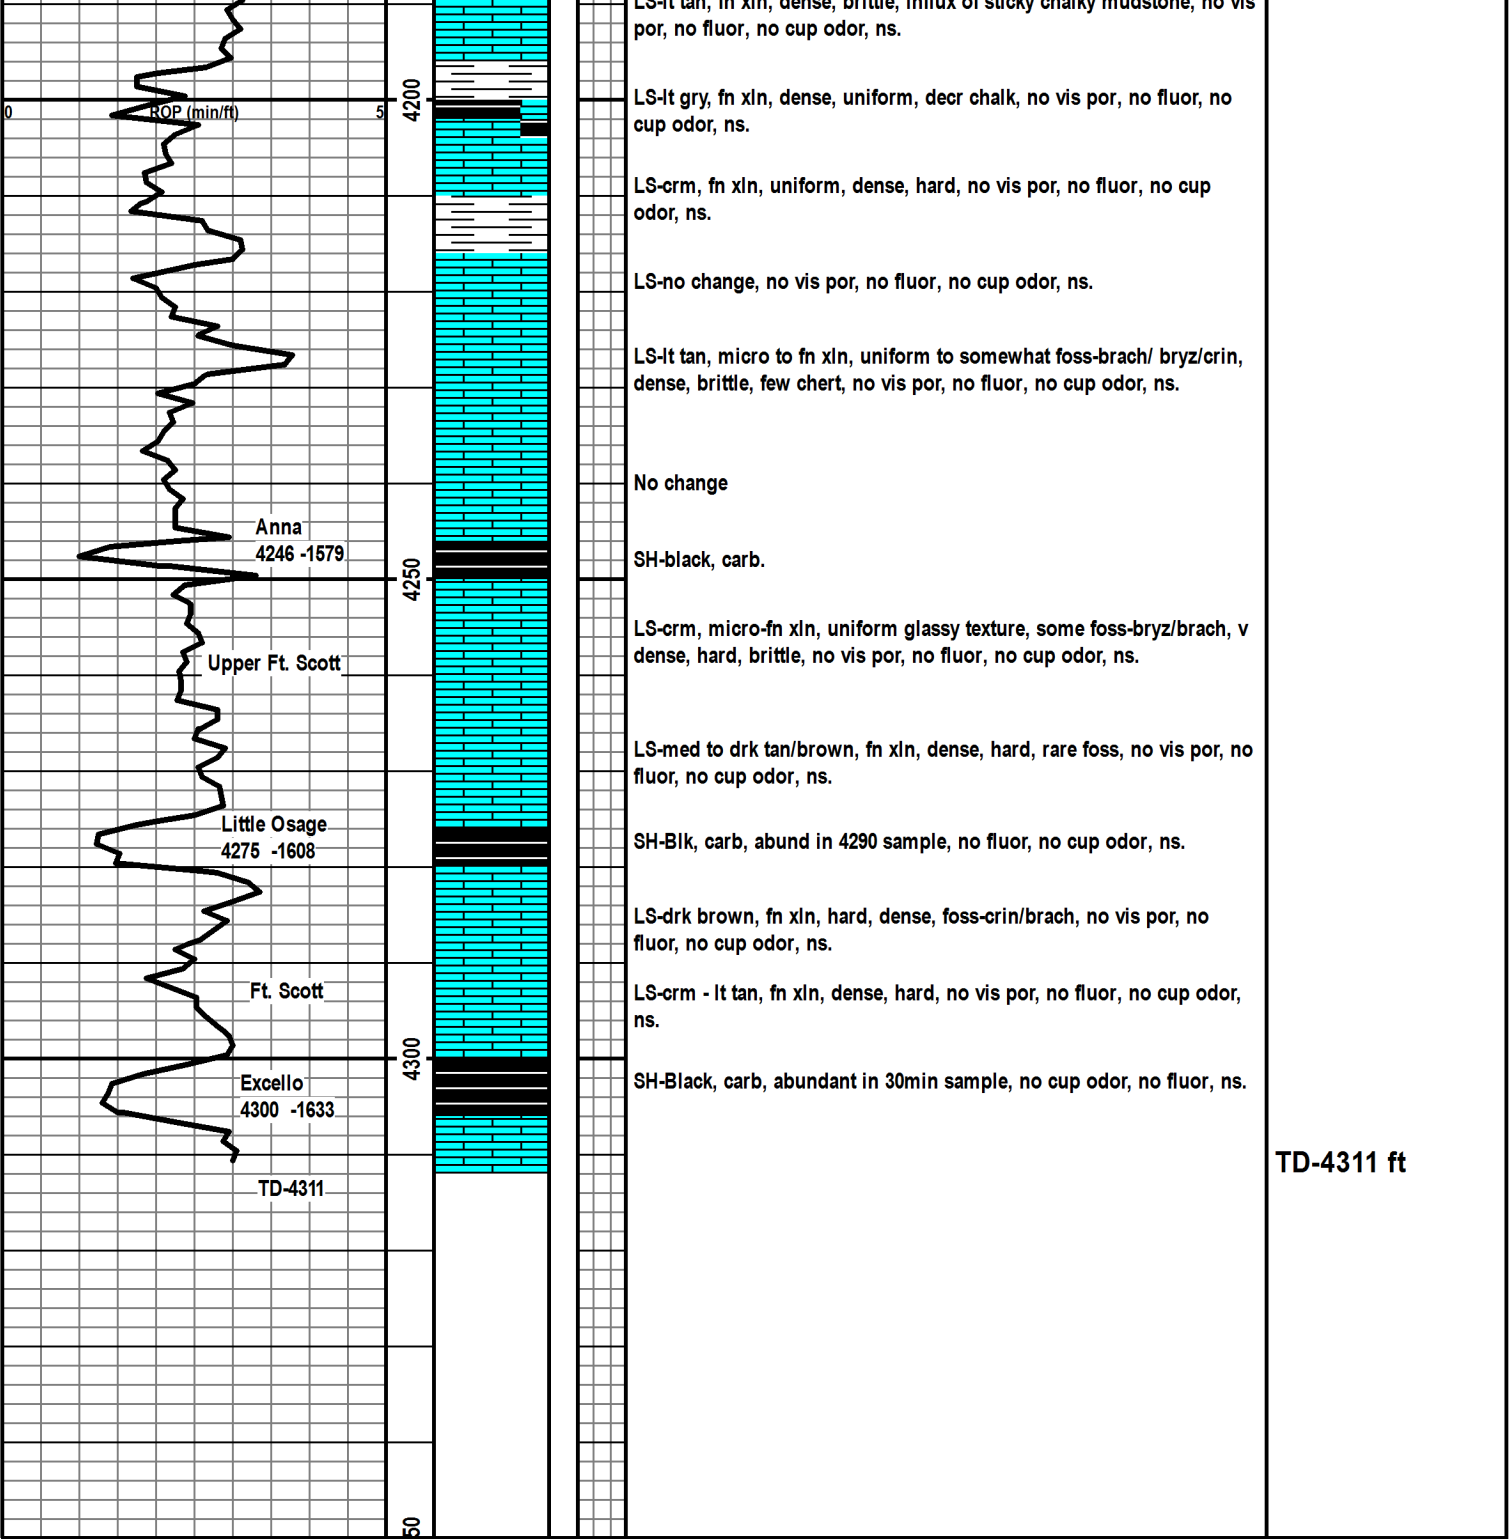 LS-lt tan, fn xln, dense, brittle, influx of sticky chalky mudstone, no vis
por, no fluor, no cup odor, ns.
0
ROP (min/ft)
5
4200
LS-lt gry, fn xln, dense, uniform, decr chalk, no vis por, no fluor, no
cup odor, ns.
LS-crm, fn xln, uniform, dense, hard, no vis por, no fluor, no cup
odor, ns.
LS-no change, no vis por, no fluor, no cup odor, ns.
LS-lt tan, micro to fn xln, uniform to somewhat foss-brach/ bryz/crin,
dense, brittle, few chert, no vis por, no fluor, no cup odor, ns.
No change
Anna
4246 -1579
SH-black, carb.
4250
LS-crm, micro-fn xln, uniform glassy texture, some foss-bryz/brach, v
dense, hard, brittle, no vis por, no fluor, no cup odor, ns.
Upper Ft. Scott
LS-med to drk tan/brown, fn xln, dense, hard, rare foss, no vis por, no
fluor, no cup odor, ns.
Little Osage
4275 -1608
SH-Blk, carb, abund in 4290 sample, no fluor, no cup odor, ns.
LS-drk brown, fn xln, hard, dense, foss-crin/brach, no vis por, no
fluor, no cup odor, ns.
Ft. Scott
LS-crm - lt tan, fn xln, dense, hard, no vis por, no fluor, no cup odor,
ns.
4300
Excello
4300 -1633
SH-Black, carb, abundant in 30min sample, no cup odor, no fluor, ns.
TD-4311 ft
TD-4311
50